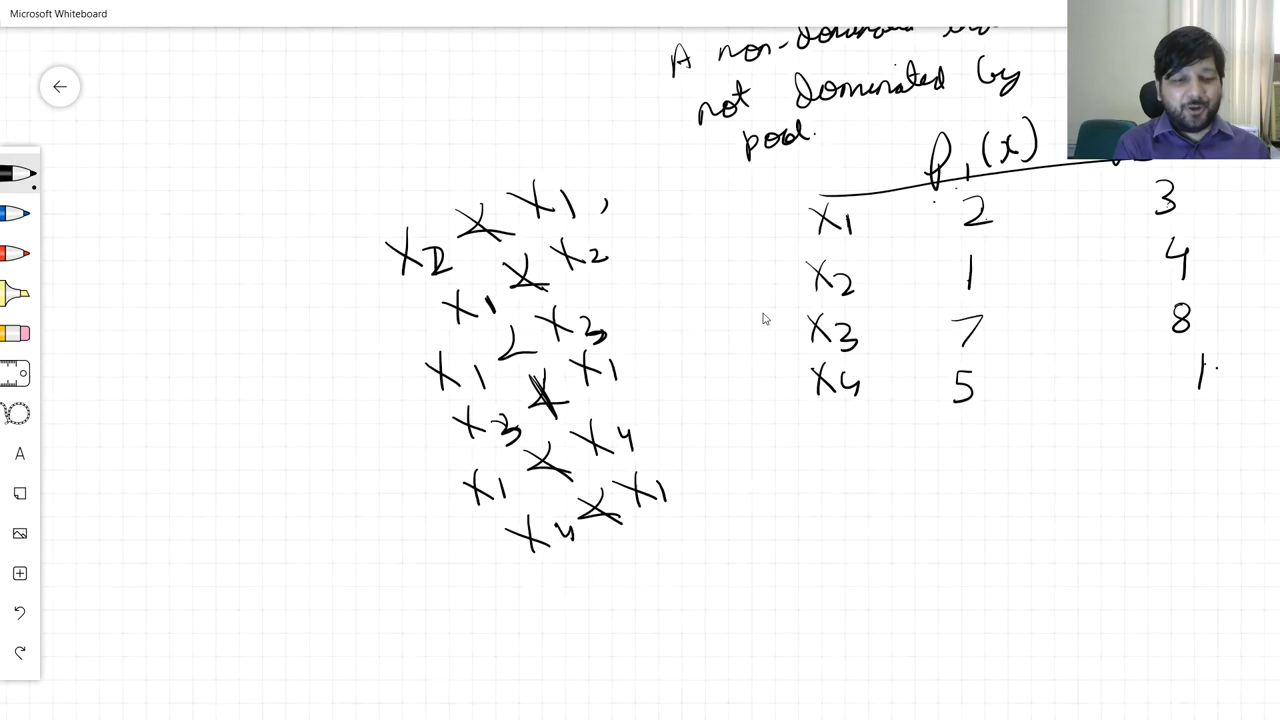 Microsoft Whiteboard
A non-dominated
not dominated by
pool.
f1(x)
x1 2 3
x2 1 4
x3 7 8
x4 5 1
x1,
x2
x2
x1
x3
x1
x1
x3
x4
x1
x1
x4
A